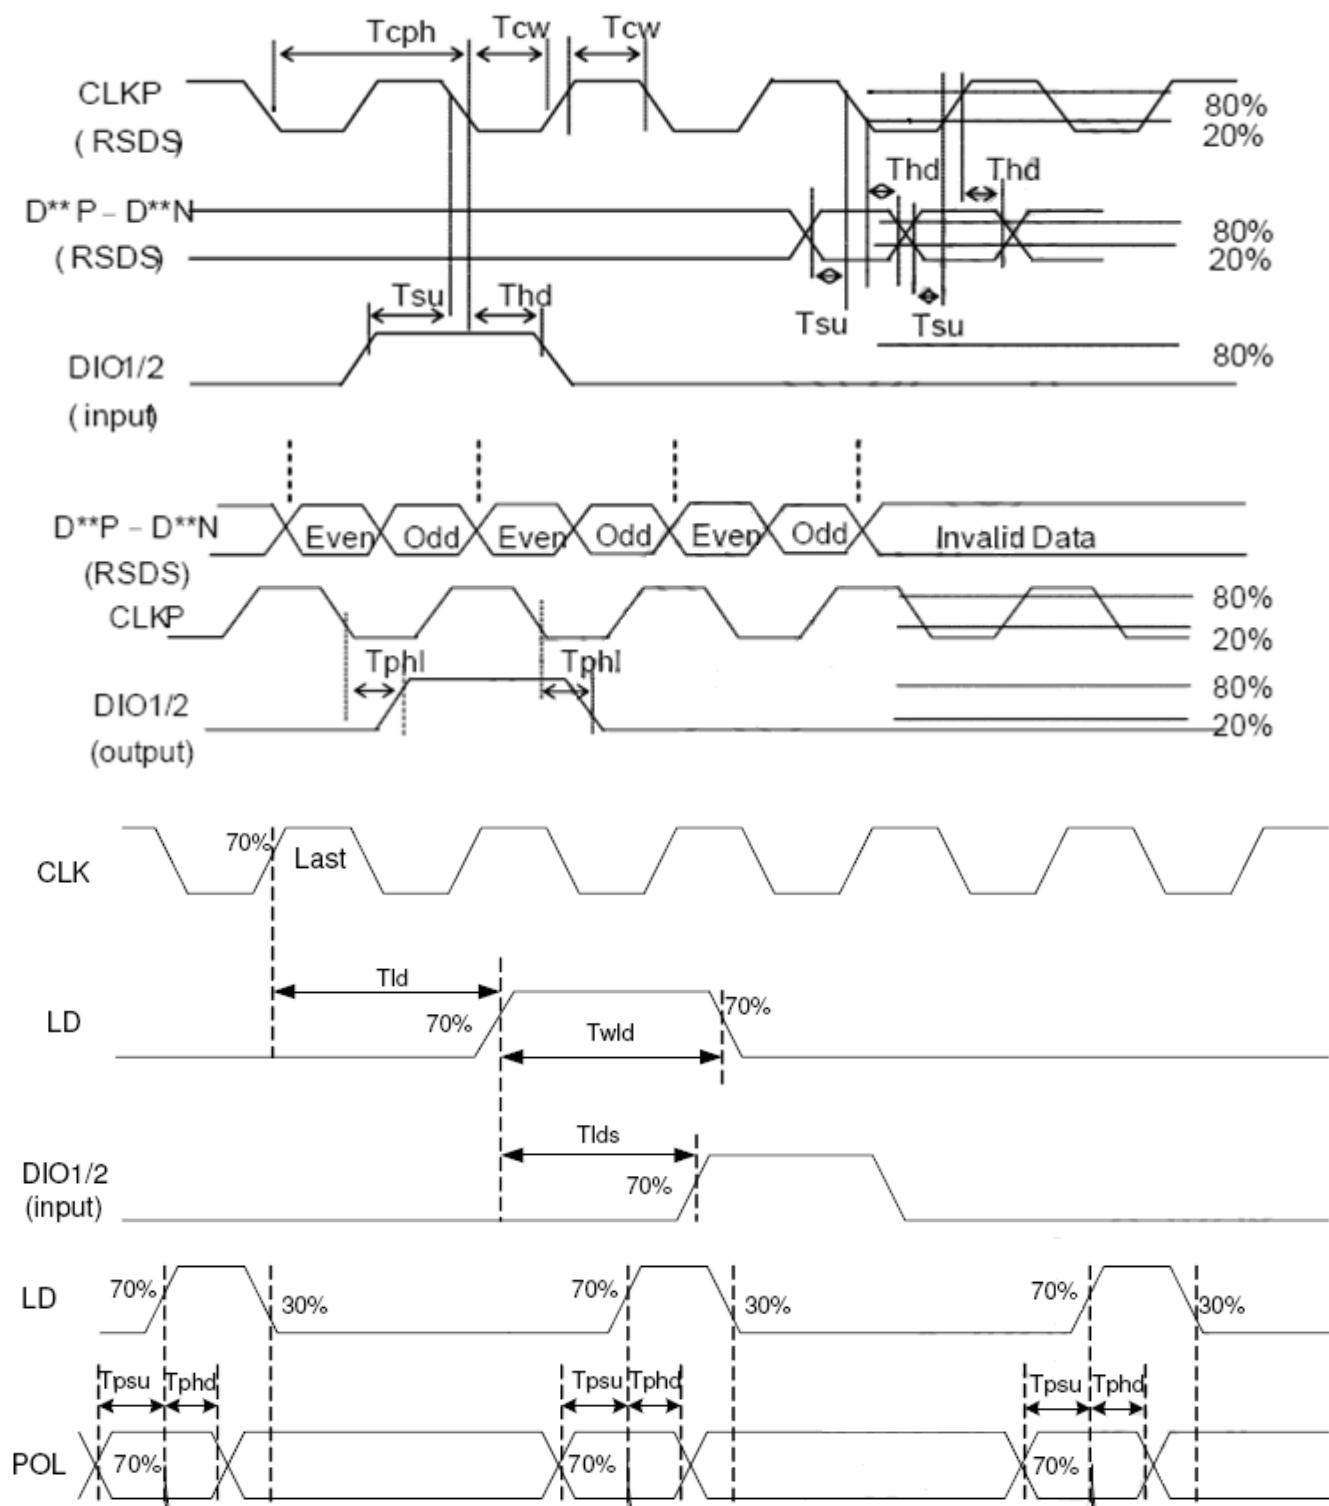 Tcph Tcw Tcw
CLKP
(RSDS)
80%
20%
Thd Thd
D**P – D**N
(RSDS)
80%
20%
Tsu Thd
Tsu Tsu
DIO1/2
(input)
80%
D**P – D**N
(RSDS)
Even Odd Even Odd Even Odd Invalid Data
CLKP
80%
20%
Tphl Tphl
DIO1/2
(output)
80%
20%
CLK
70% Last
Tld
LD
70% 70%
Twld
Tlds
DIO1/2
(input)
70%
LD
70% 30% 70% 30% 70% 30%
Tpsu Tphd Tpsu Tphd Tpsu Tphd
POL
70% 70% 70%